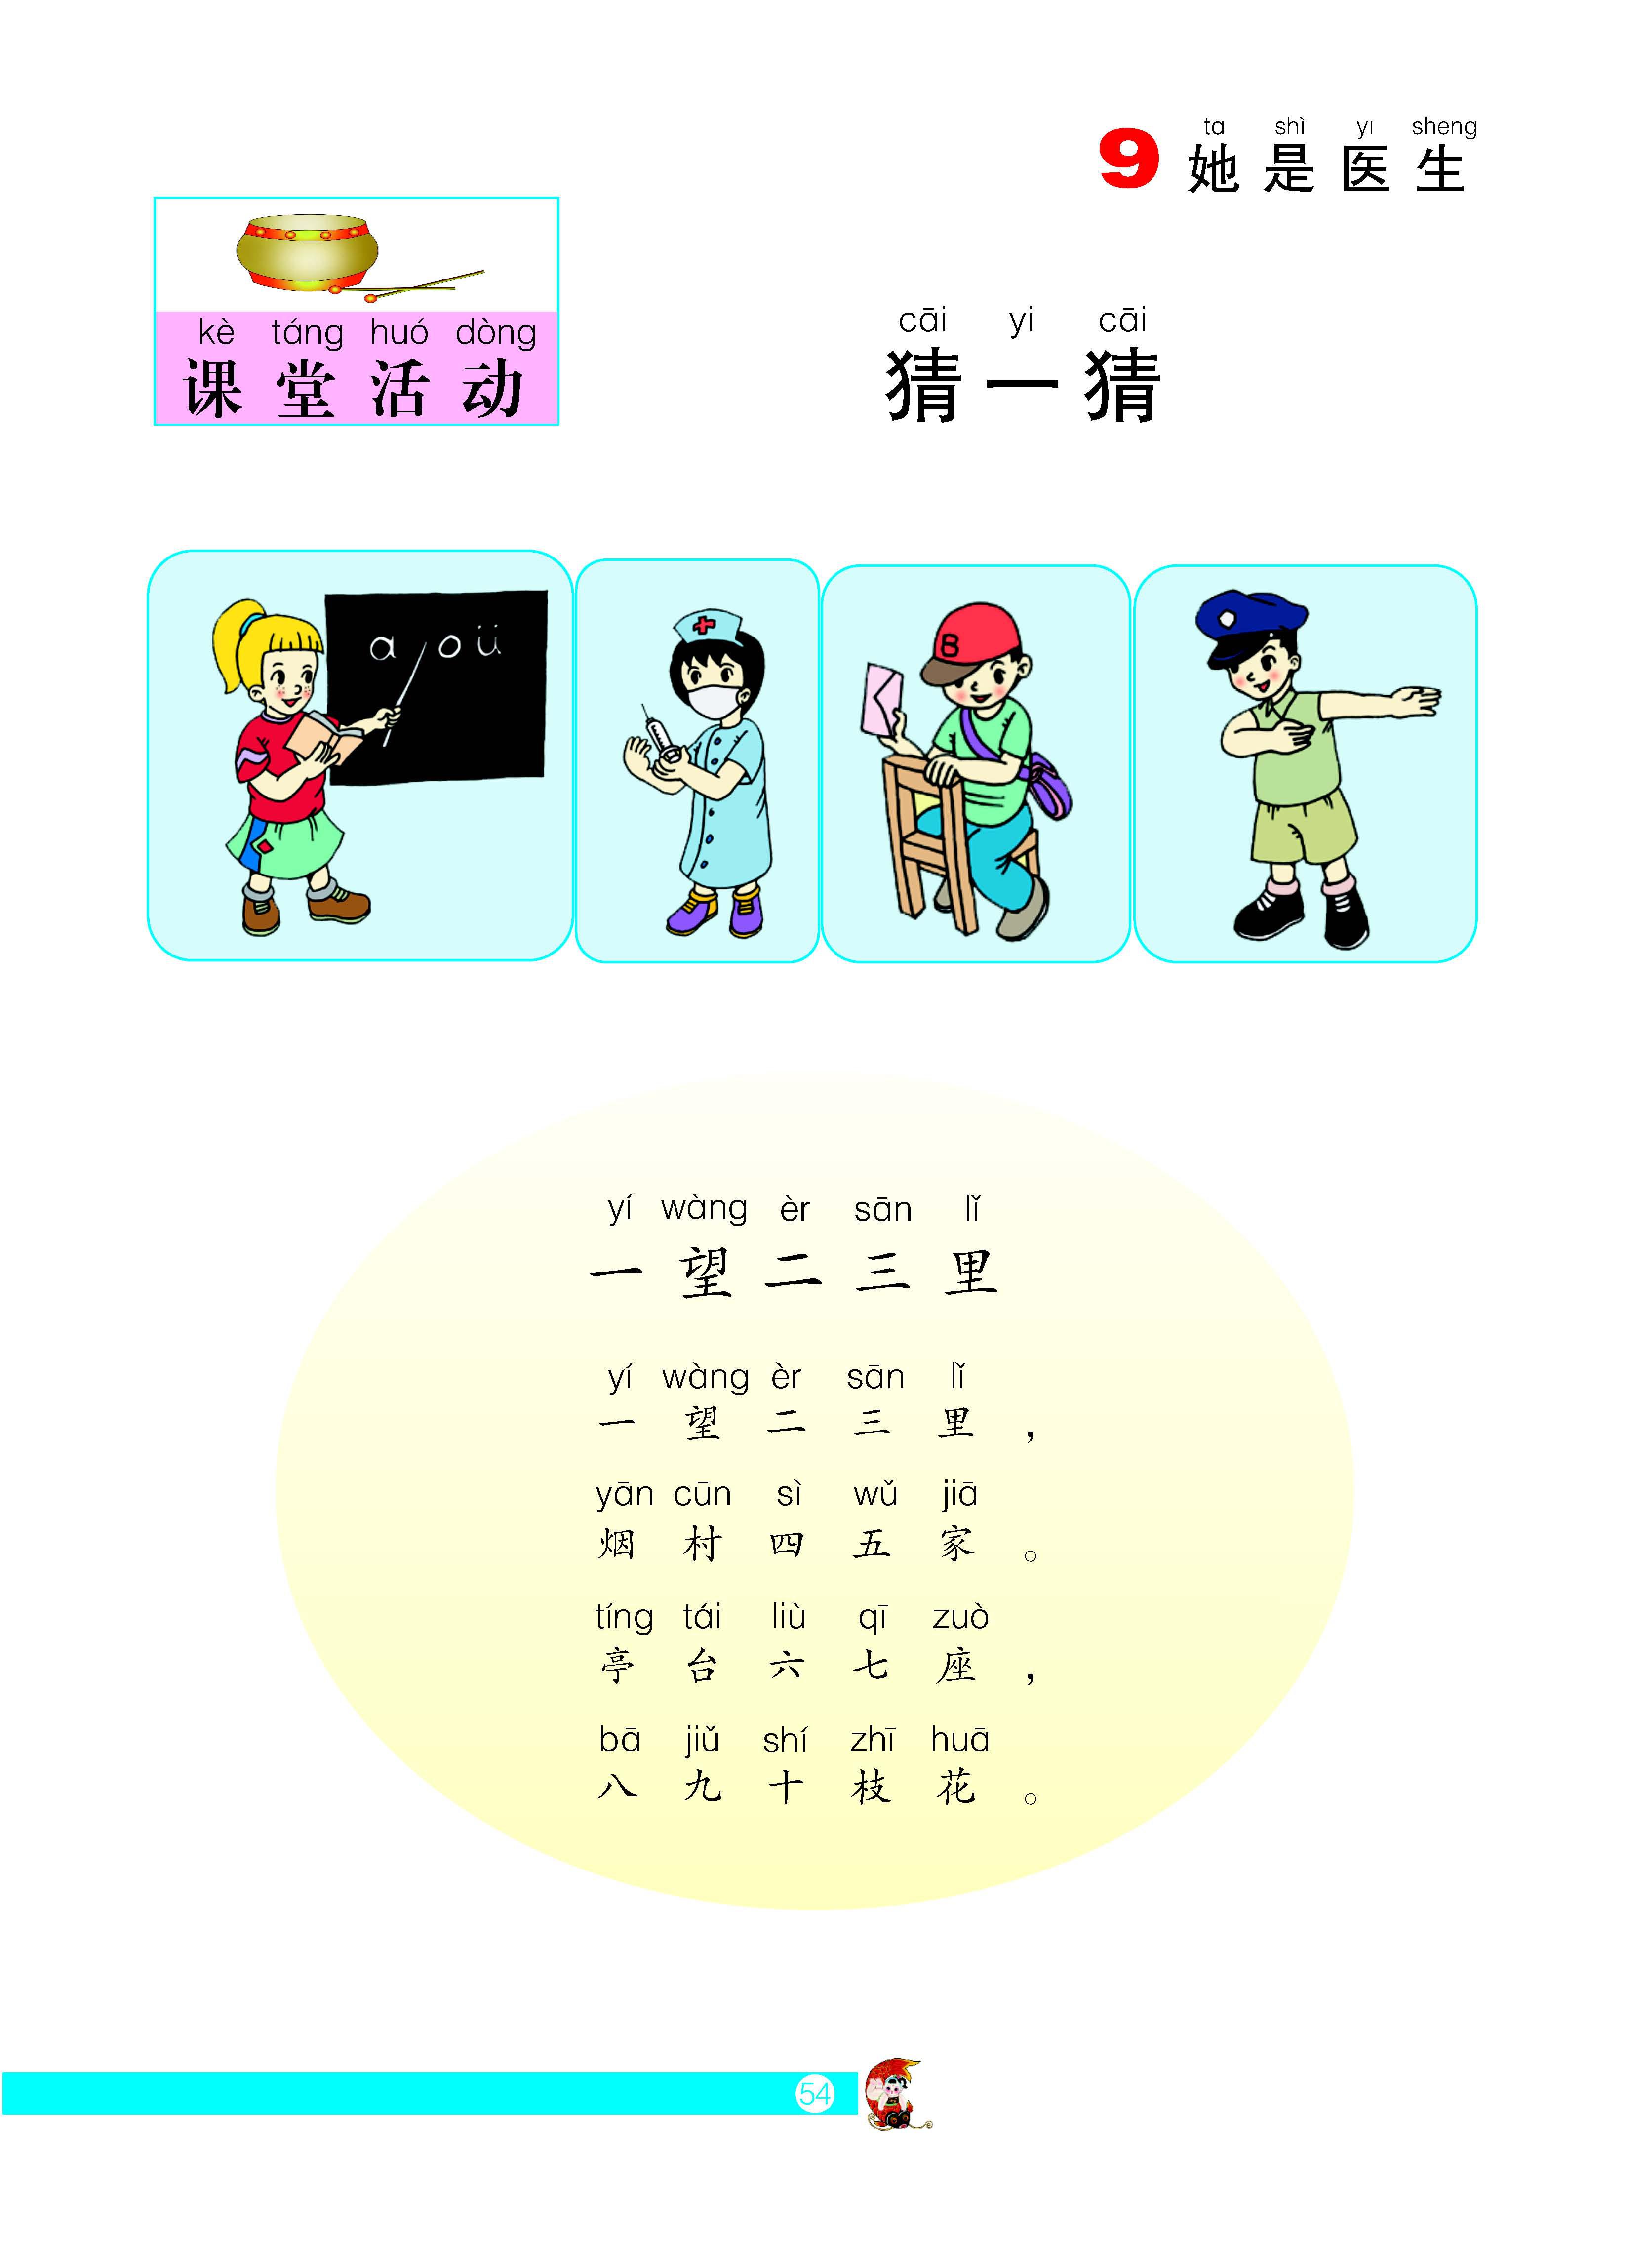 tā shì yī shēng
9 她是医生
kè táng huó dòng
课堂活动
cāi yi cāi
猜一猜
a o ü
B
yí wàng èr sān lǐ
一望二三里
yí wàng èr sān lǐ
一望二三里，
yān cūn sì wǔ jiā
烟村四五家。
tíng tái liù qī zuò
亭台六七座，
bā jiǔ shí zhī huā
八九十枝花。
54